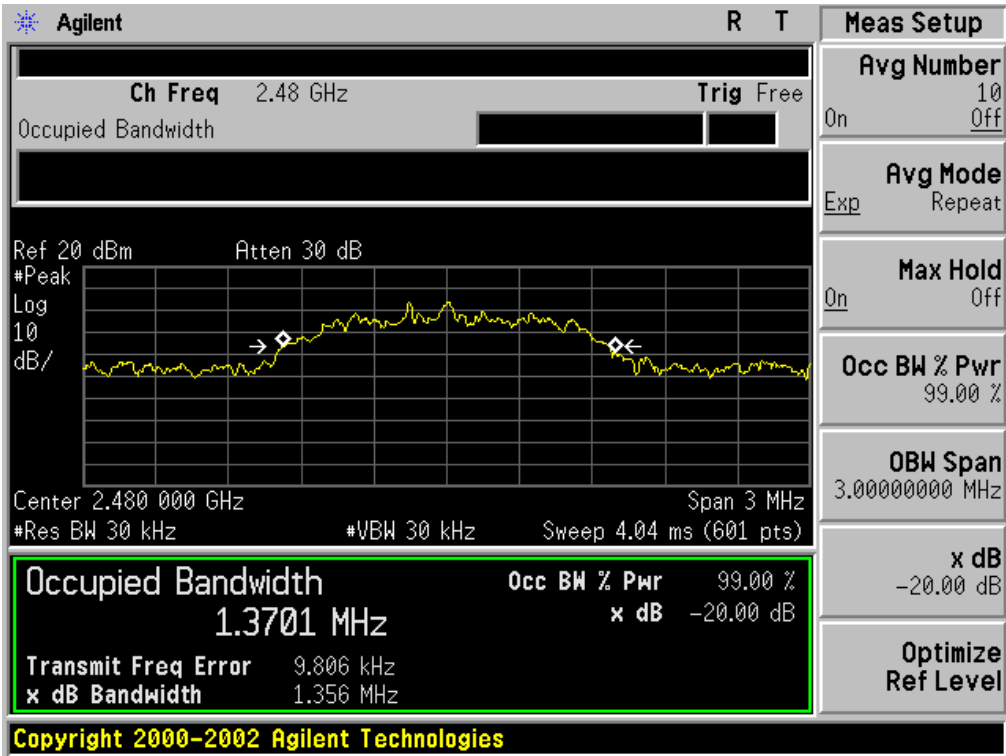 Agilent R T
Meas Setup
Ch Freq 2.48 GHz Trig Free
Occupied Bandwidth
Ref 20 dBm Atten 30 dB
#Peak
Log
10
dB/
Center 2.480 000 GHz Span 3 MHz
#Res BW 30 kHz #VBW 30 kHz Sweep 4.04 ms (601 pts)
Occupied Bandwidth Occ BW % Pwr 99.00 %
1.3701 MHz x dB -20.00 dB
Transmit Freq Error 9.806 kHz
x dB Bandwidth 1.356 MHz
Avg Number
10
On Off
Avg Mode
Exp Repeat
Max Hold
On Off
Occ BW % Pwr
99.00 %
OBW Span
3.00000000 MHz
x dB
-20.00 dB
Optimize
Ref Level
Copyright 2000-2002 Agilent Technologies